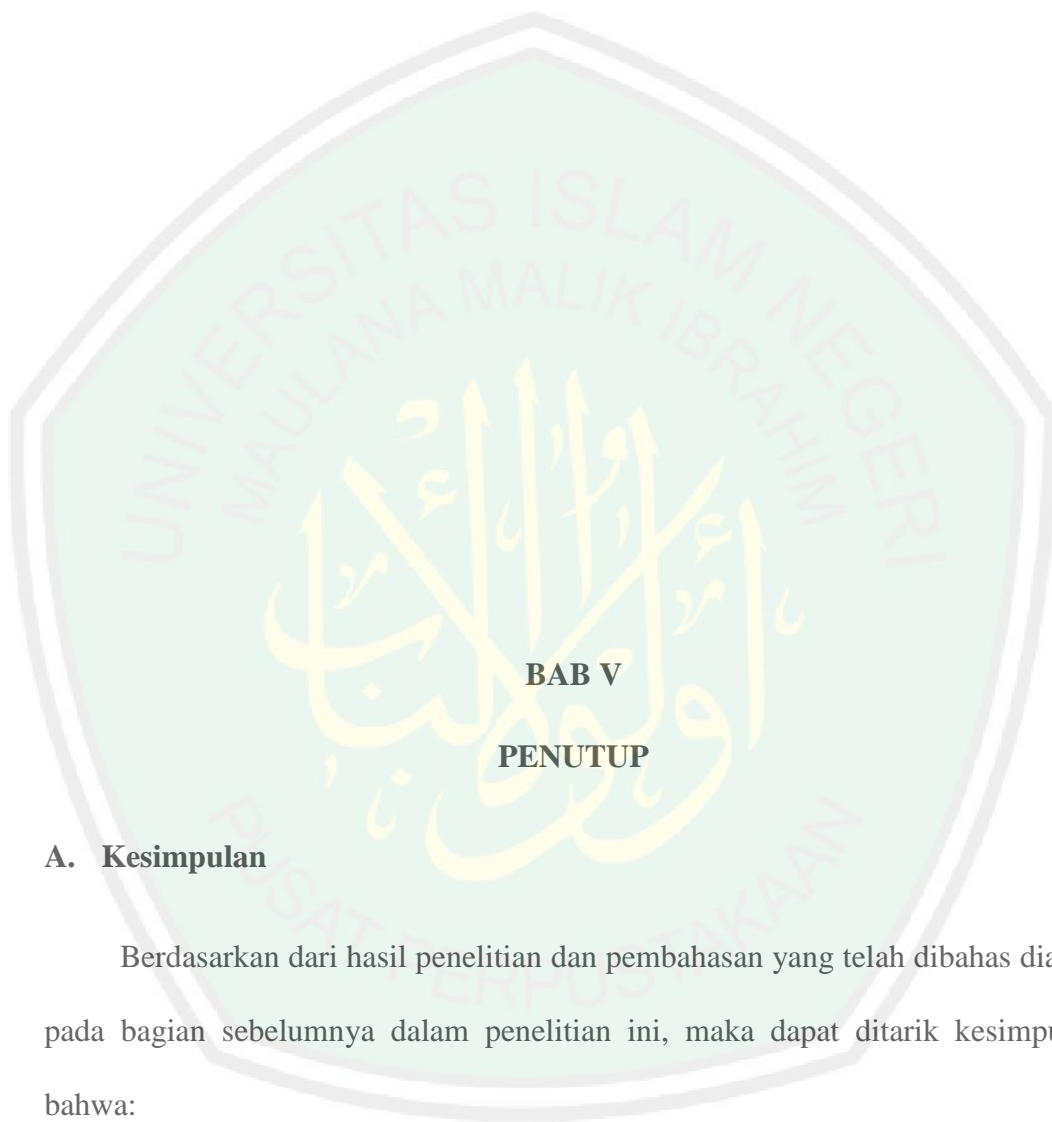 UNIVERSITAS ISLAM NEGERI
MAULANA MALIK IBRAHIM
BAB V
PENUTUP
A. Kesimpulan
Berdasarkan dari hasil penelitian dan pembahasan yang telah dibahas
pada bagian sebelumnya dalam penelitian ini, maka dapat ditarik
bahwa:
PUSAT PERPUSTAKAAN